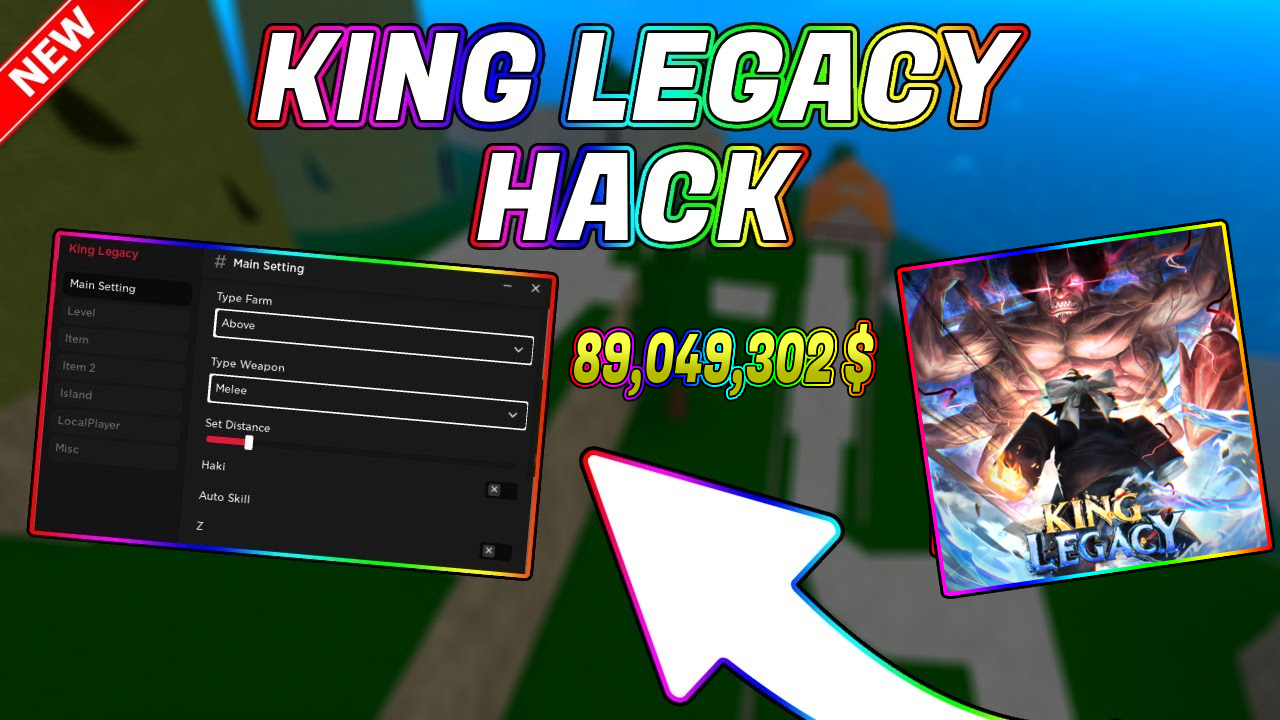 NEW
KING LEGACY
HACK
King Legacy
Main Setting
Level
Item
Item 2
Island
LocalPlayer
Misc
# Main Setting
Type Farm
Above
Type Weapon
Melee
Set Distance
Haki
Auto Skill
Z
89,049,302 $
KING
LEGACY